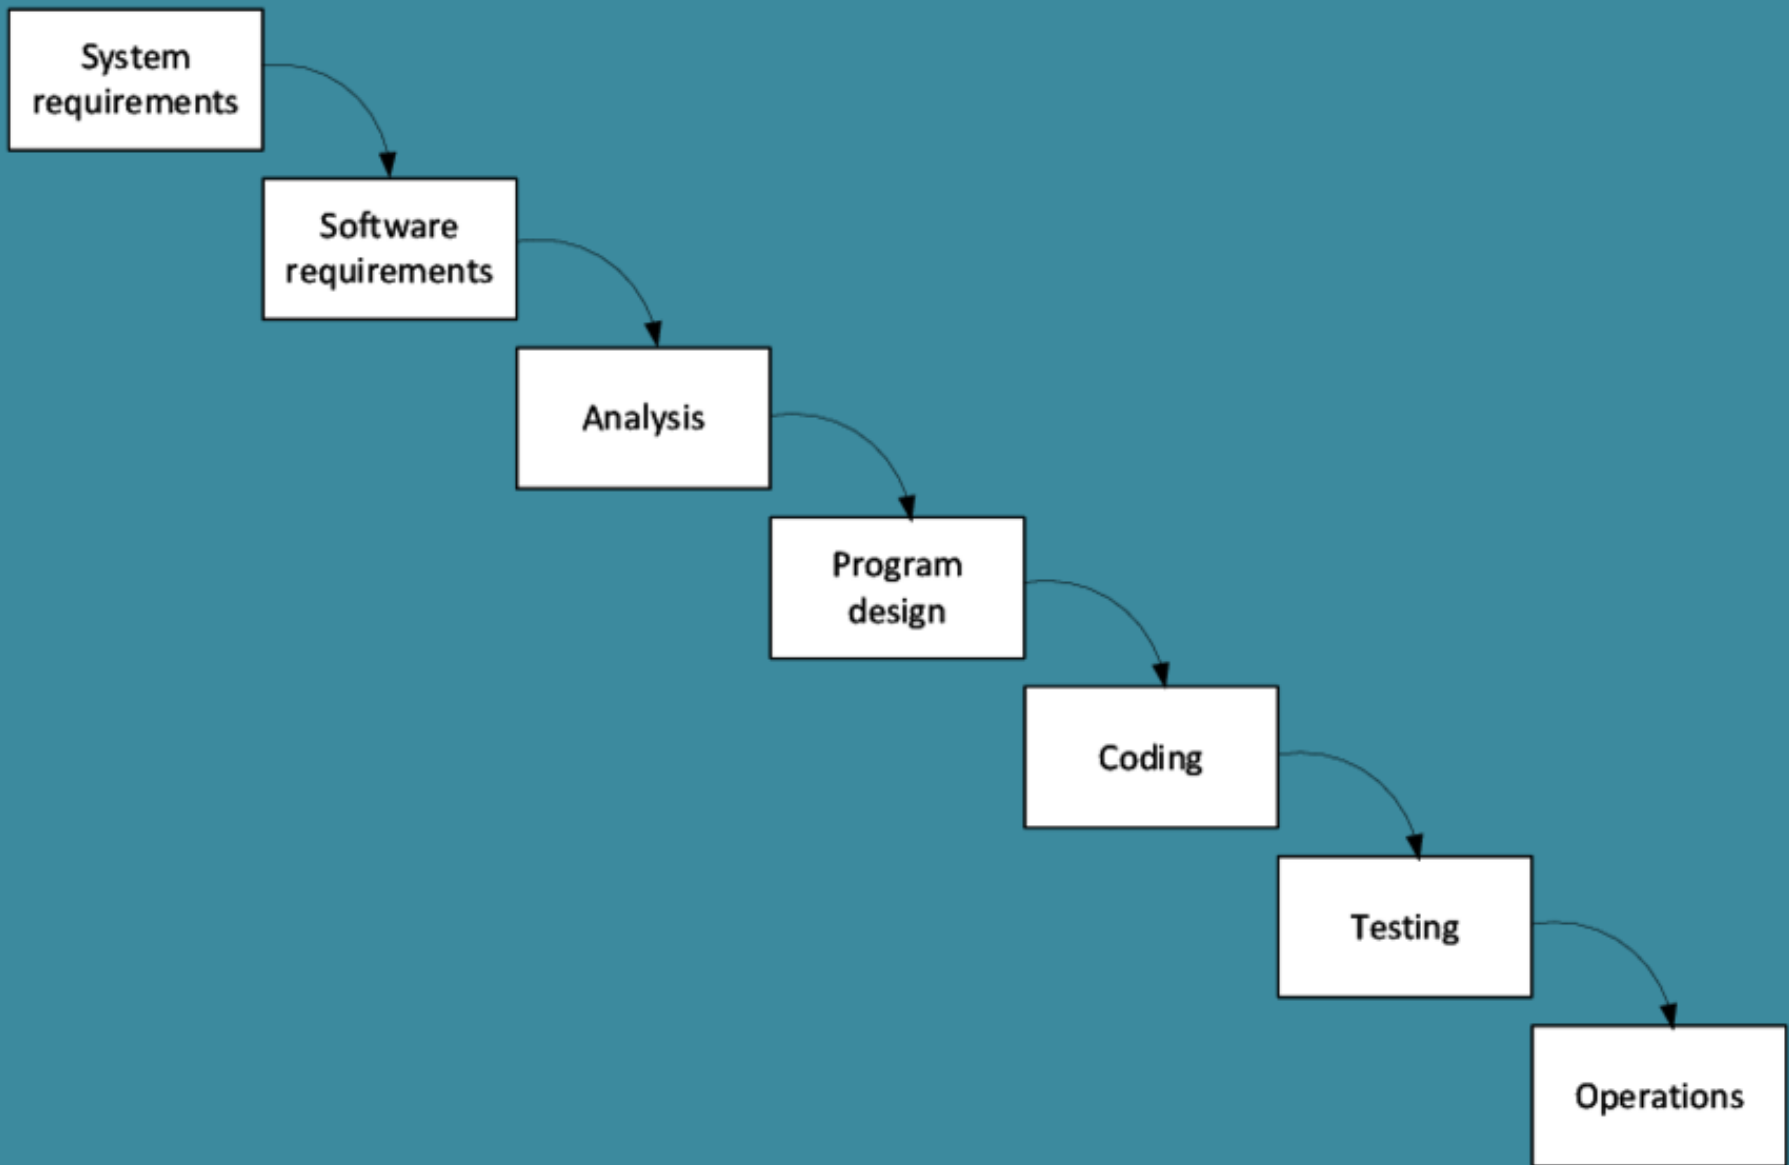 System
requirements
Software
requirements
Analysis
Program
design
Coding
Testing
Operations